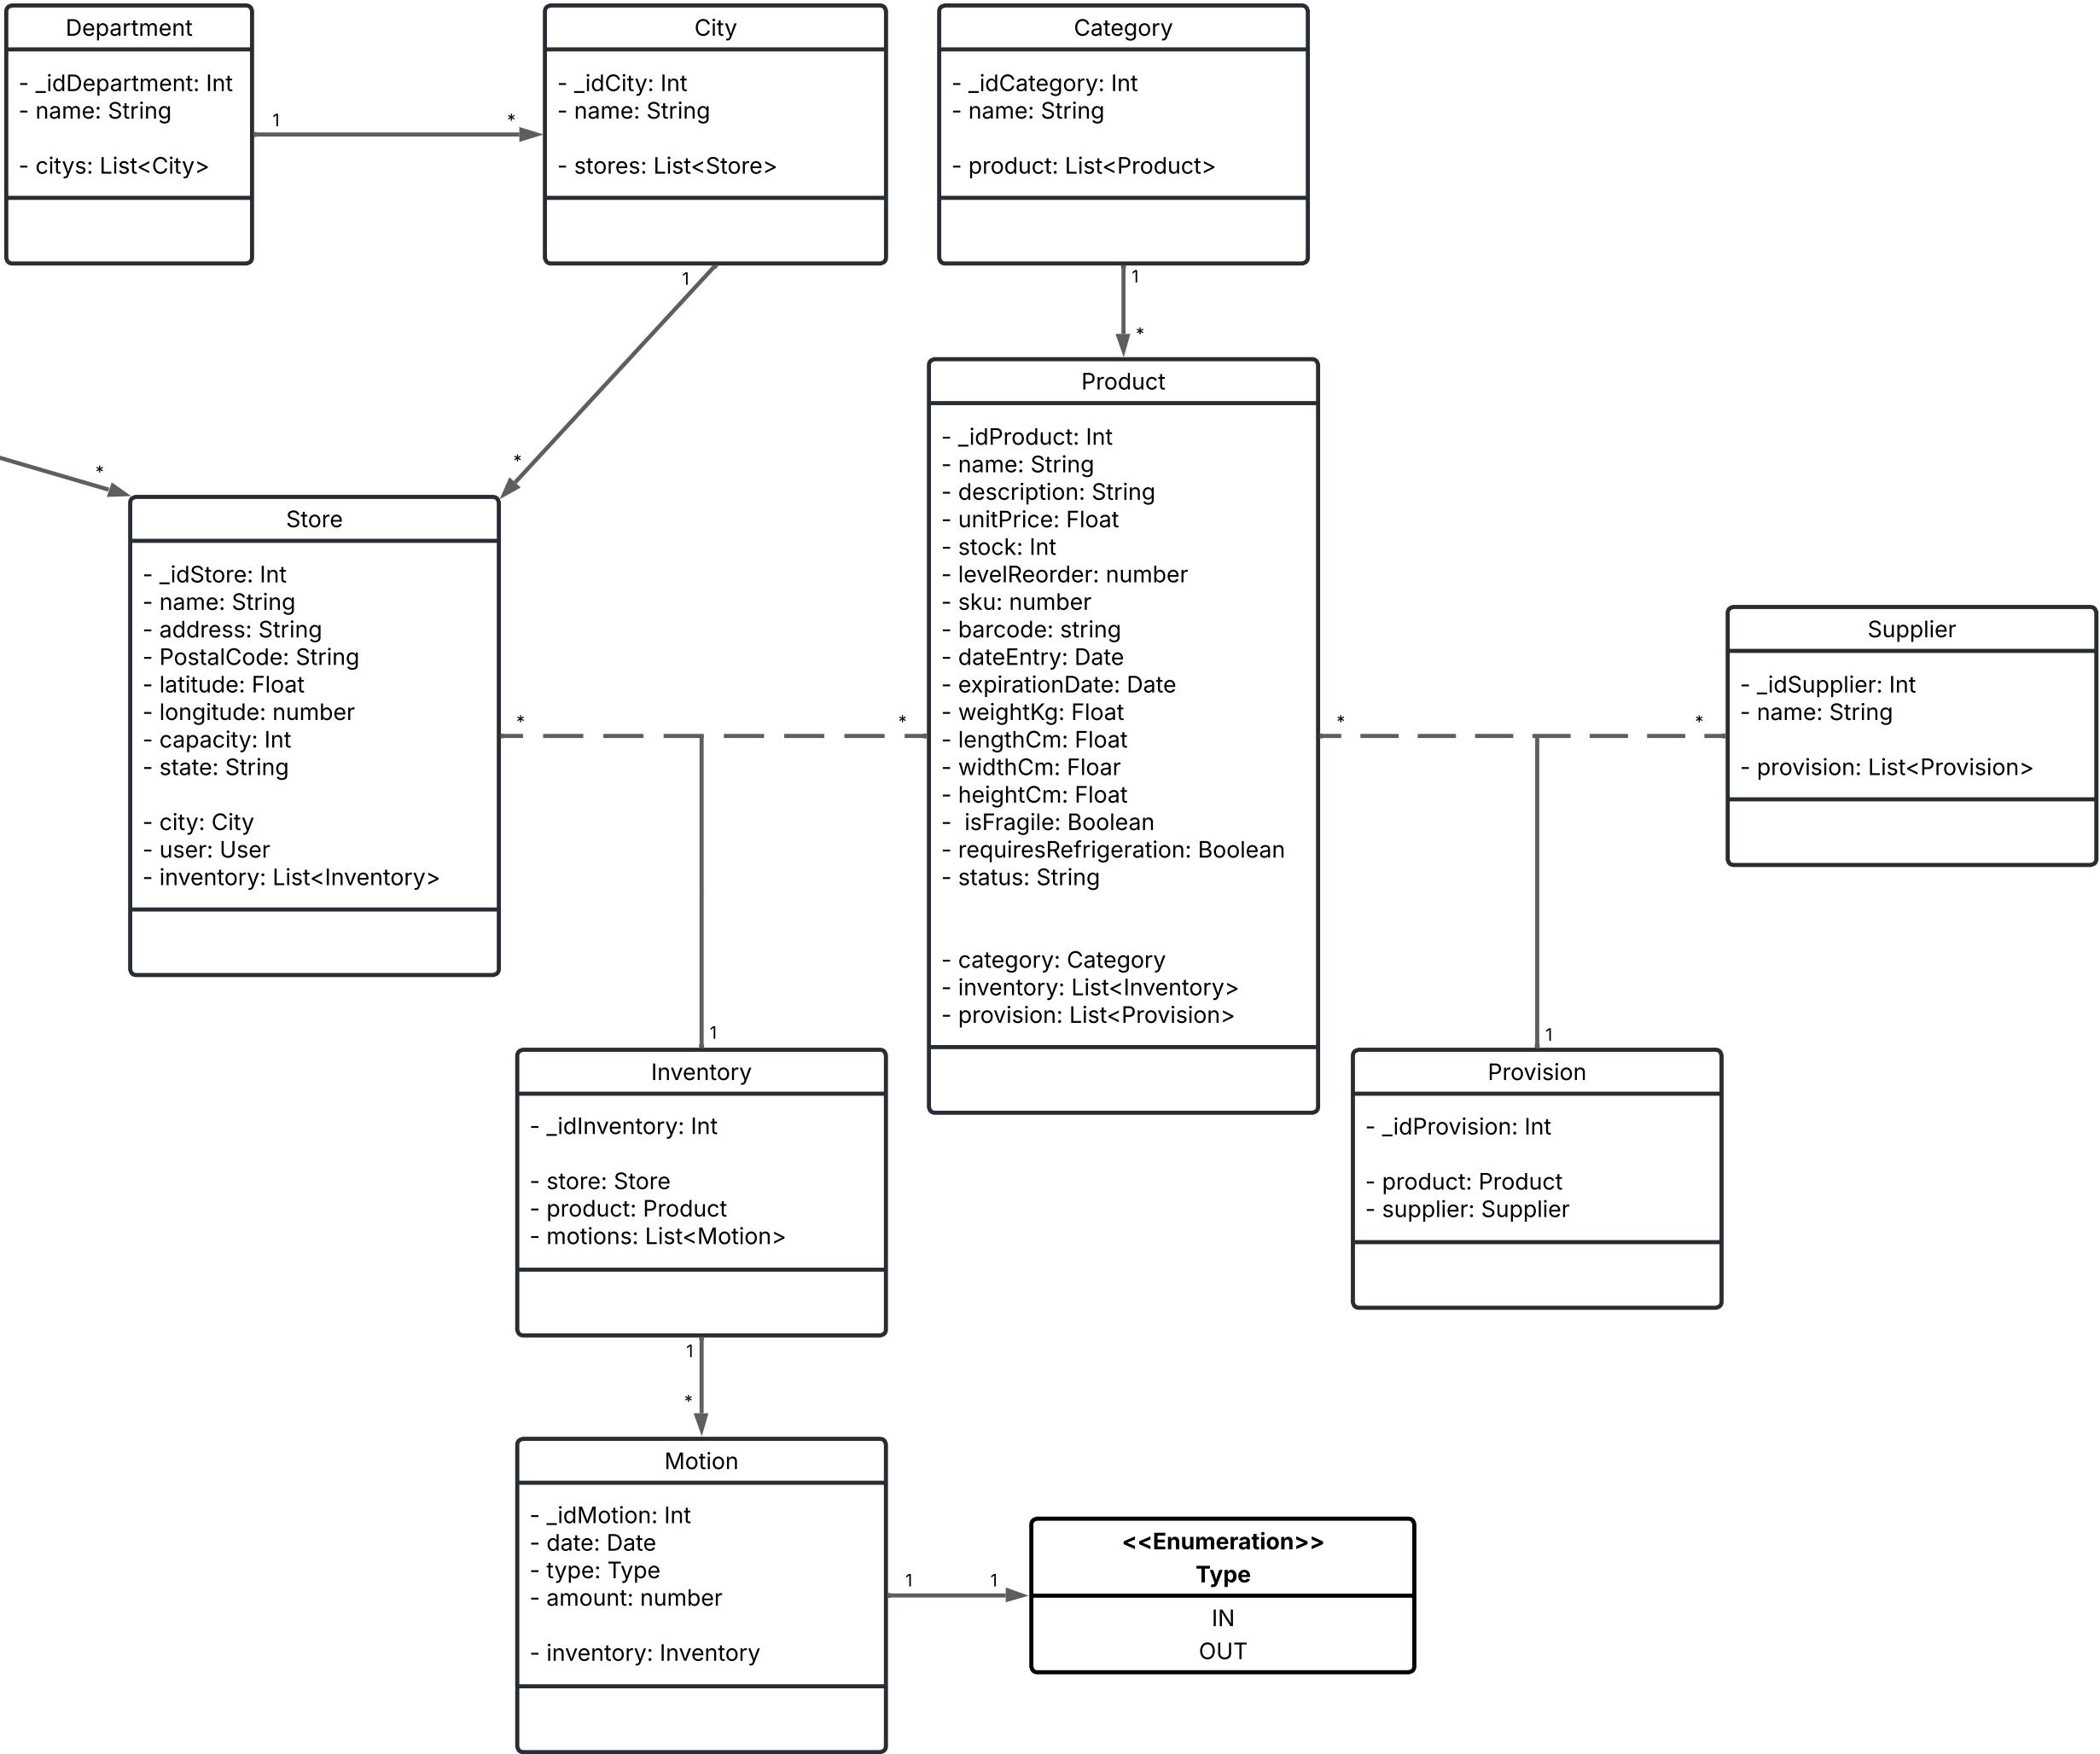 Department
- _idDepartment: Int
- name: String
- citys: List<City>
1
*
City
- _idCity: Int
- name: String
- stores: List<Store>
1
*
Category
- _idCategory: Int
- name: String
- product: List<Product>
1
*
*
Store
- _idStore: Int
- name: String
- address: String
- PostalCode: String
- latitude: Float
- longitude: number
- capacity: Int
- state: String
- city: City
- user: User
- inventory: List<Inventory>
*
*
Product
- _idProduct: Int
- name: String
- description: String
- unitPrice: Float
- stock: Int
- levelReorder: number
- sku: number
- barcode: string
- dateEntry: Date
- expirationDate: Date
- weightKg: Float
- lengthCm: Float
- widthCm: Floar
- heightCm: Float
- isFragile: Boolean
- requiresRefrigeration: Boolean
- status: String
- category: Category
- inventory: List<Inventory>
- provision: List<Provision>
*
*
Supplier
- _idSupplier: Int
- name: String
- provision: List<Provision>
1
Inventory
- _idInventory: Int
- store: Store
- product: Product
- motions: List<Motion>
1
*
1
Provision
- _idProvision: Int
- product: Product
- supplier: Supplier
Motion
- _idMotion: Int
- date: Date
- type: Type
- amount: number
- inventory: Inventory
1
1
<<Enumeration>>
Type
IN
OUT